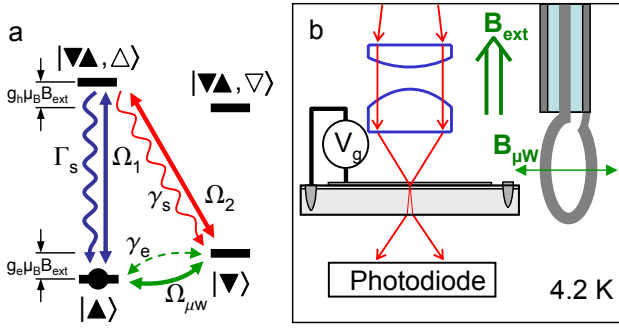 a
|▼▲, △⟩
g_hμ_BB_ext
|▼▲, ▽⟩
Γ_s
Ω_1
γ_s
Ω_2
g_eμ_BB_ext
γ_e
|▲⟩
Ω_μW
|▼⟩
b
B_ext
V_g
B_μW
Photodiode
4.2 K